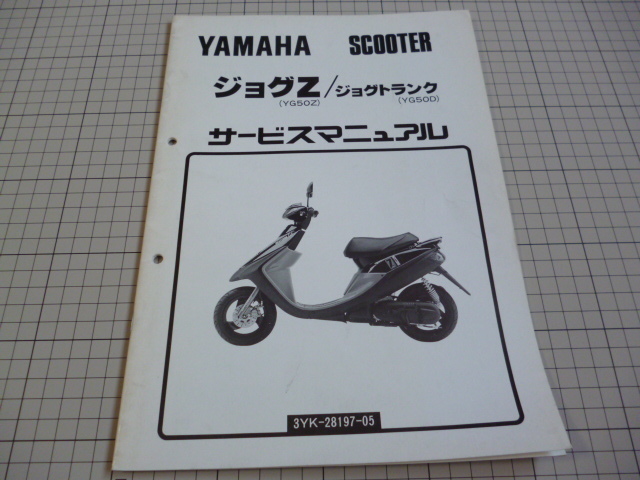 YAMAHA SCOOTER
ジョグZ/ジョグトランク
(YG50Z) (YG50D)
サービスマニュアル
3YK-28197-05